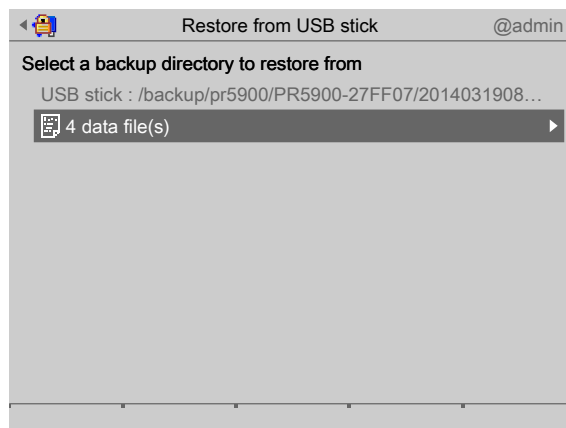 Restore from USB stick @admin
Select a backup directory to restore from
USB stick : /backup/pr5900/PR5900-27FF07/2014031908…
4 data file(s)